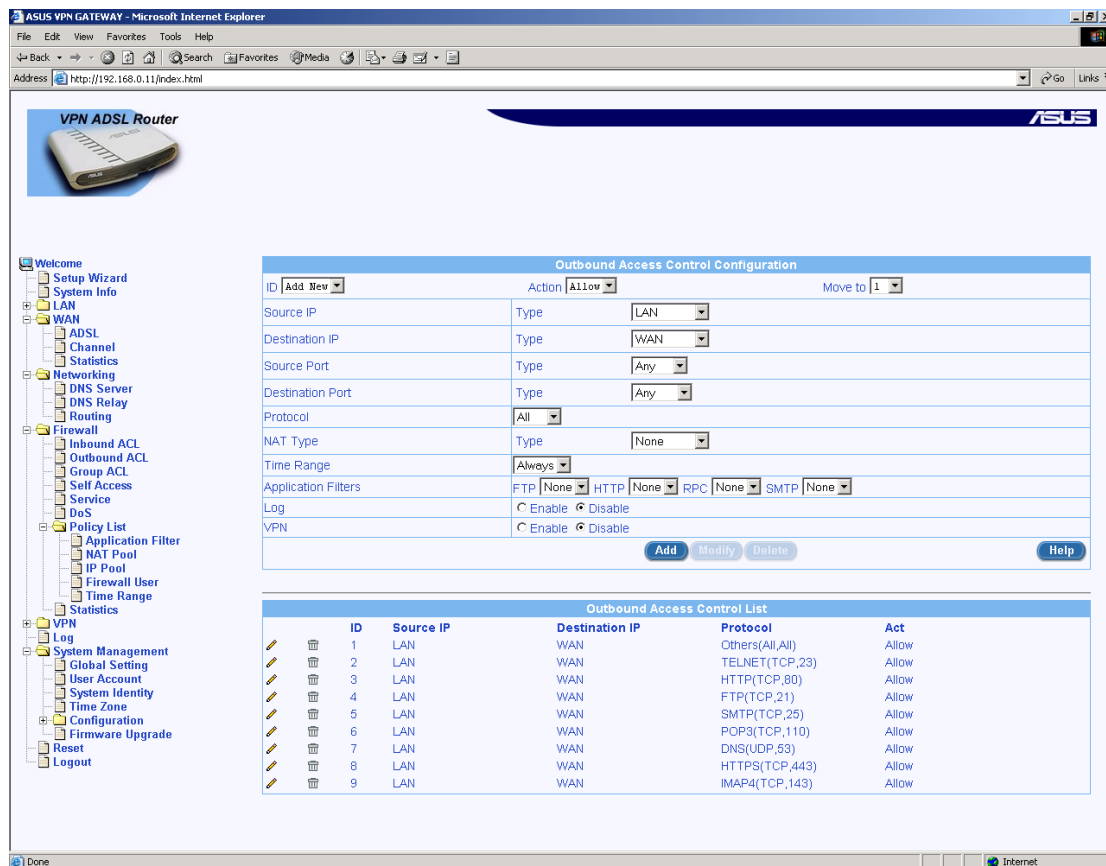 ASUS VPN GATEWAY - Microsoft Internet Explorer
File Edit View Favorites Tools Help
Back Search Favorites Media
Address http://192.168.0.11/index.html Go Links
VPN ADSL Router
ASUS
Welcome
Setup Wizard
System Info
LAN
WAN
ADSL
Channel
Statistics
Networking
DNS Server
DNS Relay
Routing
Firewall
Inbound ACL
Outbound ACL
Group ACL
Self Access
Service
DoS
Policy List
Application Filter
NAT Pool
IP Pool
Firewall User
Time Range
Statistics
VPN
Log
System Management
Global Setting
User Account
System Identity
Time Zone
Configuration
Firmware Upgrade
Reset
Logout
Outbound Access Control Configuration
ID Add New Action Allow Move to 1
Source IP Type LAN
Destination IP Type WAN
Source Port Type Any
Destination Port Type Any
Protocol All
NAT Type Type None
Time Range Always
Application Filters FTP None HTTP None RPC None SMTP None
Log Enable Disable
VPN Enable Disable
Add Modify Delete Help
Outbound Access Control List
ID Source IP Destination IP Protocol Act
1 LAN WAN Others(All,All) Allow
2 LAN WAN TELNET(TCP,23) Allow
3 LAN WAN HTTP(TCP,80) Allow
4 LAN WAN FTP(TCP,21) Allow
5 LAN WAN SMTP(TCP,25) Allow
6 LAN WAN POP3(TCP,110) Allow
7 LAN WAN DNS(UDP,53) Allow
8 LAN WAN HTTPS(TCP,443) Allow
9 LAN WAN IMAP4(TCP,143) Allow
Done Internet